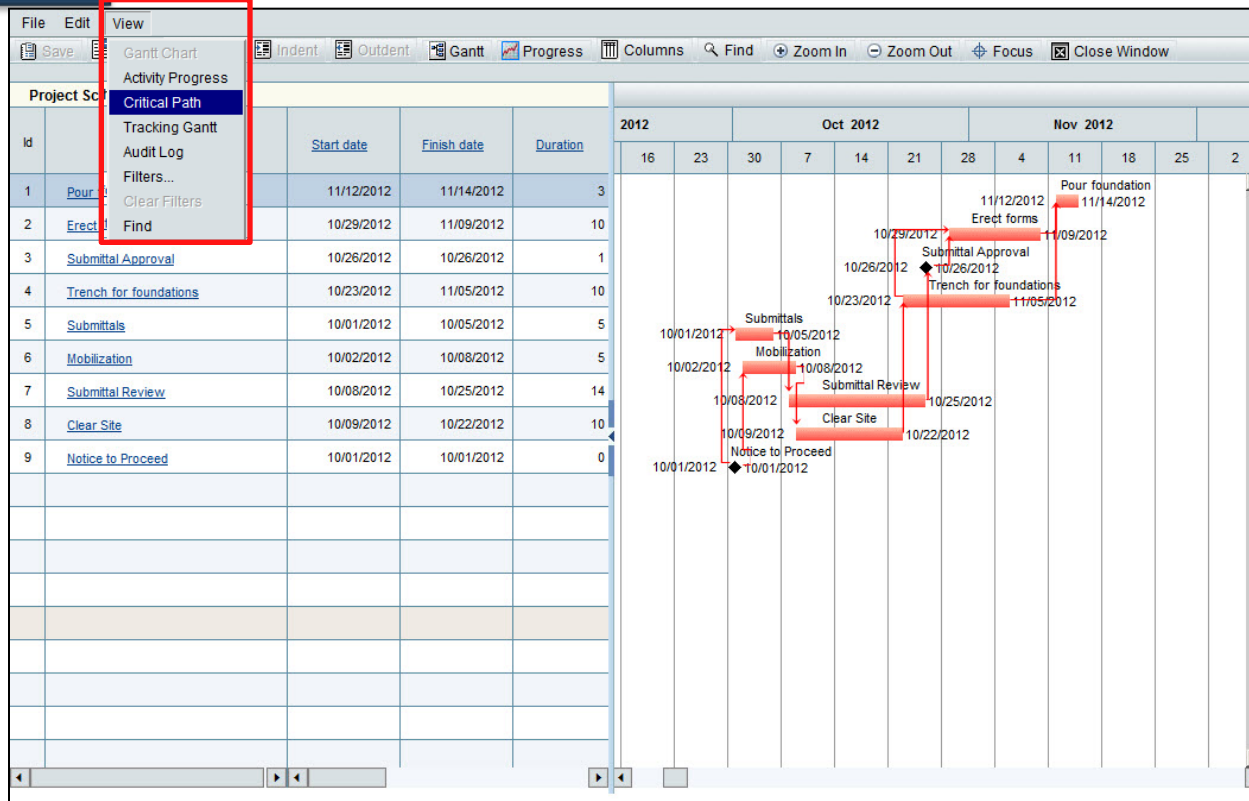 File Edit View
Save Indent Outdent Gantt Progress Columns Find Zoom In Zoom Out Focus Close Window
Gantt Chart
Activity Progress
Critical Path
Tracking Gantt
Audit Log
Filters...
Clear Filters
Find
Project
Id Start date Finish date Duration
2012 Oct 2012 Nov 2012
16 23 30 7 14 21 28 4 11 18 25 2
1 Pour 11/12/2012 11/14/2012 3
2 Erect 10/29/2012 11/09/2012 10
3 Submittal Approval 10/26/2012 10/26/2012 1
4 Trench for foundations 10/23/2012 11/05/2012 10
5 Submittals 10/01/2012 10/05/2012 5
6 Mobilization 10/02/2012 10/08/2012 5
7 Submittal Review 10/08/2012 10/25/2012 14
8 Clear Site 10/09/2012 10/22/2012 10
9 Notice to Proceed 10/01/2012 10/01/2012 0
Pour foundation
11/12/2012 11/14/2012
Erect forms
10/29/2012 11/09/2012
Submittal Approval
10/26/2012 10/26/2012
Trench for foundations
10/23/2012 11/05/2012
Submittals
10/01/2012 10/05/2012
Mobilization
10/02/2012 10/08/2012
Submittal Review
10/08/2012 10/25/2012
Clear Site
10/09/2012 10/22/2012
Notice to Proceed
10/01/2012 10/01/2012